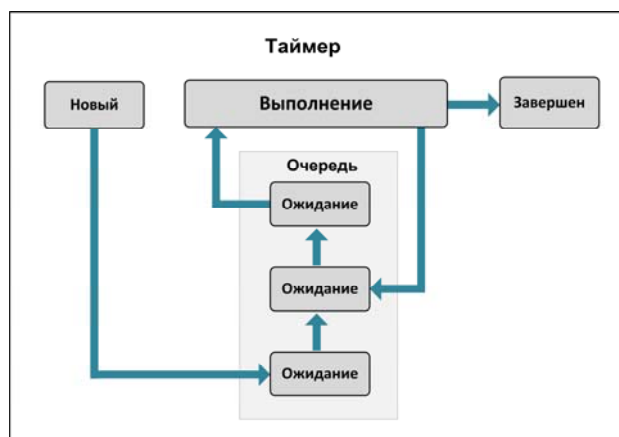 Таймер
Новый
Выполнение
Завершен
Очередь
Ожидание
Ожидание
Ожидание